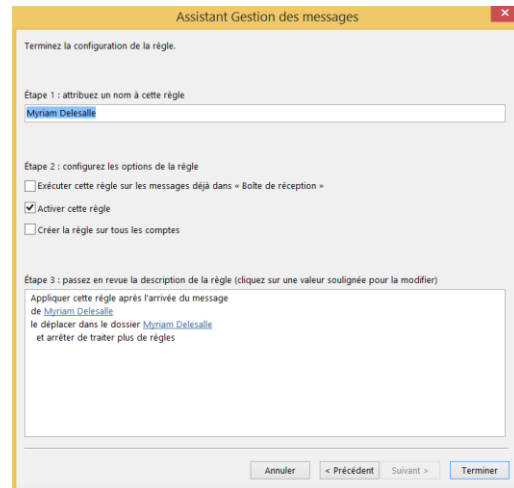 Assistant Gestion des messages
Terminez la configuration de la règle.
Étape 1 : attribuez un nom à cette règle
Myriam Delesalle
Étape 2 : configurez les options de la règle
Exécuter cette règle sur les messages déjà dans « Boîte de réception »
Activer cette règle
Créer la règle sur tous les comptes
Étape 3 : passez en revue la description de la règle (cliquez sur une valeur soulignée pour la modifier)
Appliquer cette règle après l'arrivée du message
de Myriam Delesalle
le déplacer dans le dossier Myriam Delesalle
et arrêter de traiter plus de règles
Annuler < Précédent Suivant > Terminer